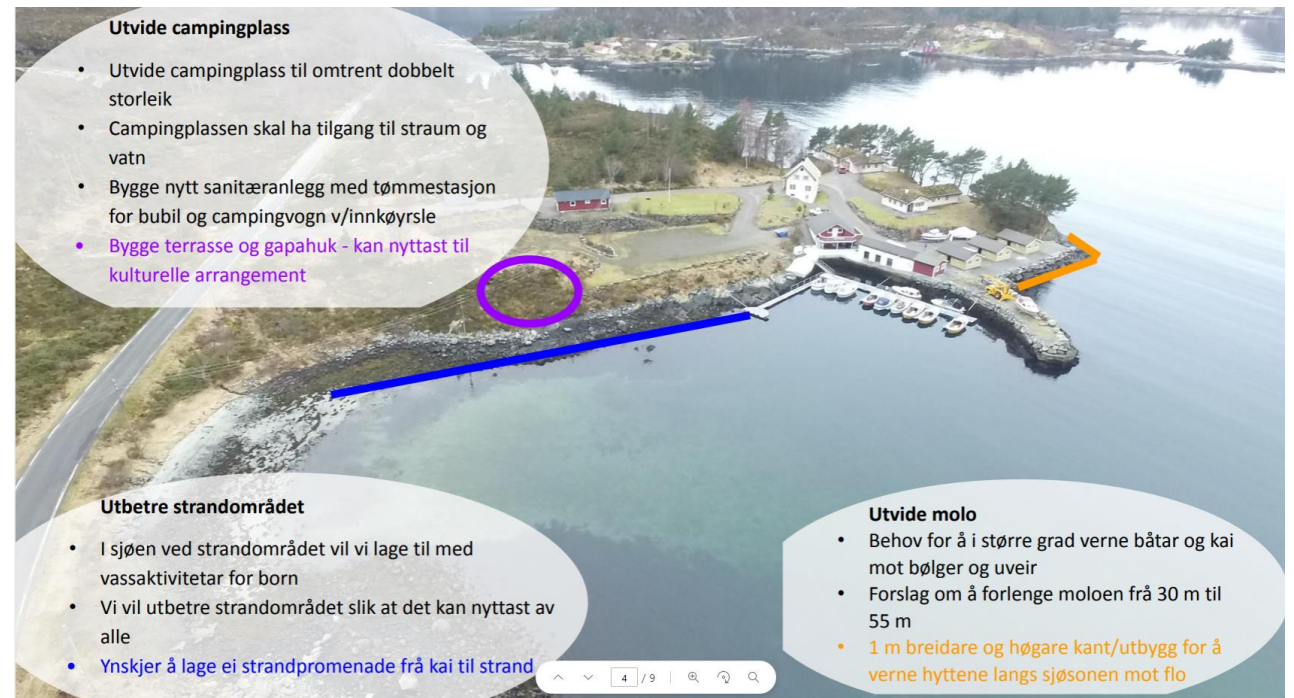 Utvide campingplass
• Utvide campingplass til omtrent dobbelt
storleik
• Campingplassen skal ha tilgang til straum og
vatn
• Bygge nytt sanitæranlegg med tømmestasjon
for bubil og campingvogn v/innkøyrsle
• Bygge terrasse og gapahuk - kan nyttast til
kulturelle arrangement
Utbetre strandområdet
• I sjøen ved strandområdet vil vi lage til med
vassaktivitetar for born
• Vi vil utbetre strandområdet slik at det kan nyttast av
alle
• Ynskjer å lage ei strandpromenade frå kai til strand
Utvide molo
• Behov for å i større grad verne båtar og kai
mot bølger og uveir
• Forslag om å forlenge moloen frå 30 m til
55 m
• 1 m breidare og høgare kant/utbygg for å
verne hyttene langs sjøsonen mot flo
4 / 9